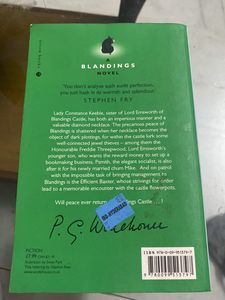 A
BLANDINGS
NOVEL
'You don't analyse such sunlit perfection,
you just bask in its warmth and splendour.'
STEPHEN FRY
Lady Constance Keeble, sister of Lord Emsworth of
Blandings Castle, has both an imperious manner and a
valuable diamond necklace. The precarious peace of
Blandings is shattered when her necklace becomes the
object of dark plottings, for within the castle lurk some
well-connected jewel thieves – among them the
Honourable Freddie Threepwood, Lord Emsworth's
younger son, who wants the reward money to set up a
bookmaking business. Psmith, the elegant socialist, is also
after it for his newly married chum Mike. And on patrol
with the impossible task of bringing management to
Blandings is the Efficient Baxter, whose strivings for order
lead to a memorable encounter with the castle flowerpots.
Will peace ever return to Blandings Castle ...?
P. G. Wodehouse
FICTION
£7.99
ISBN 978-0-09-951379-7
9 780099 513797